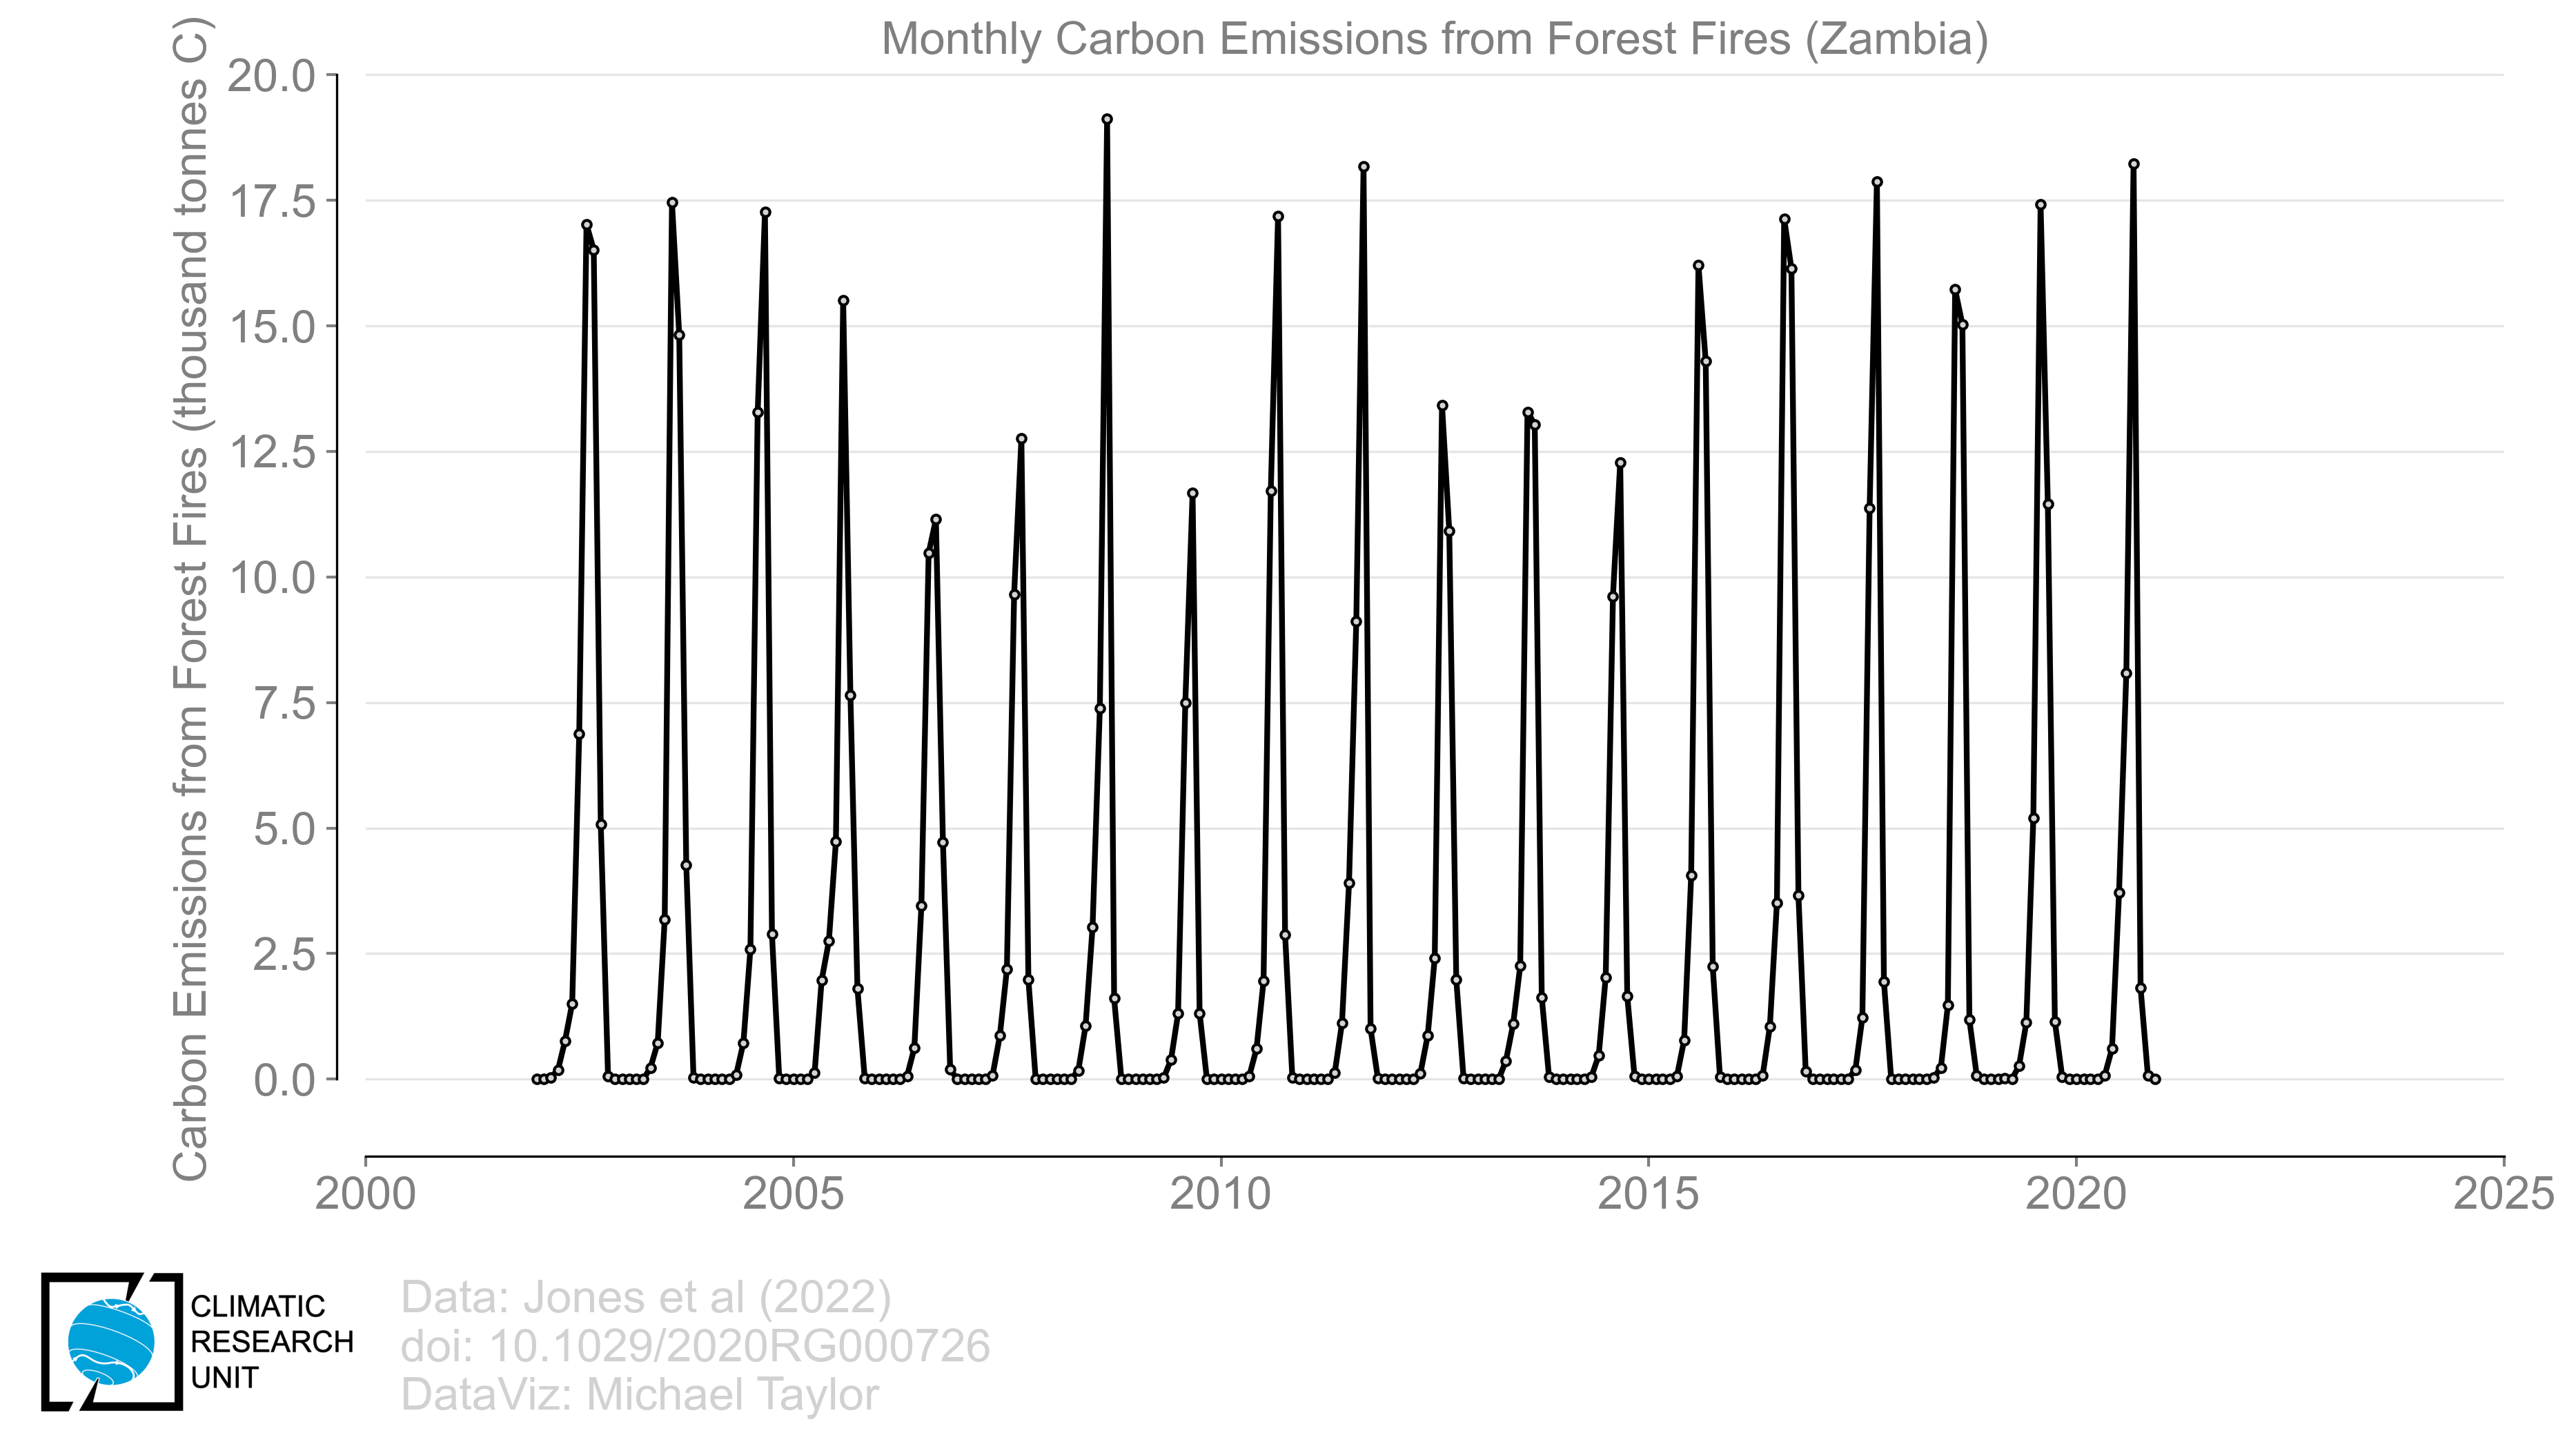 Monthly Carbon Emissions from Forest Fires (Zambia)
Carbon Emissions from Forest Fires (thousand tonnes C)
20.0
17.5
15.0
12.5
10.0
7.5
5.0
2.5
0.0
2000 2005 2010 2015 2020 2025
CLIMATIC
RESEARCH
UNIT
Data: Jones et al (2022)
doi: 10.1029/2020RG000726
DataViz: Michael Taylor